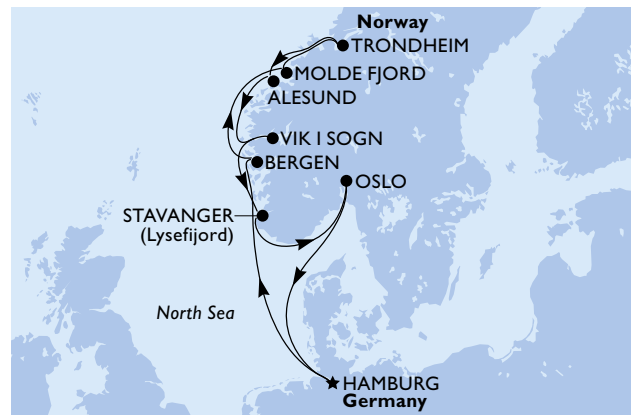 Norway
TRONDHEIM
MOLDE FJORD
ALESUND
VIK I SOGN
BERGEN
OSLO
STAVANGER
(Lysefijord)
North Sea
HAMBURG
Germany